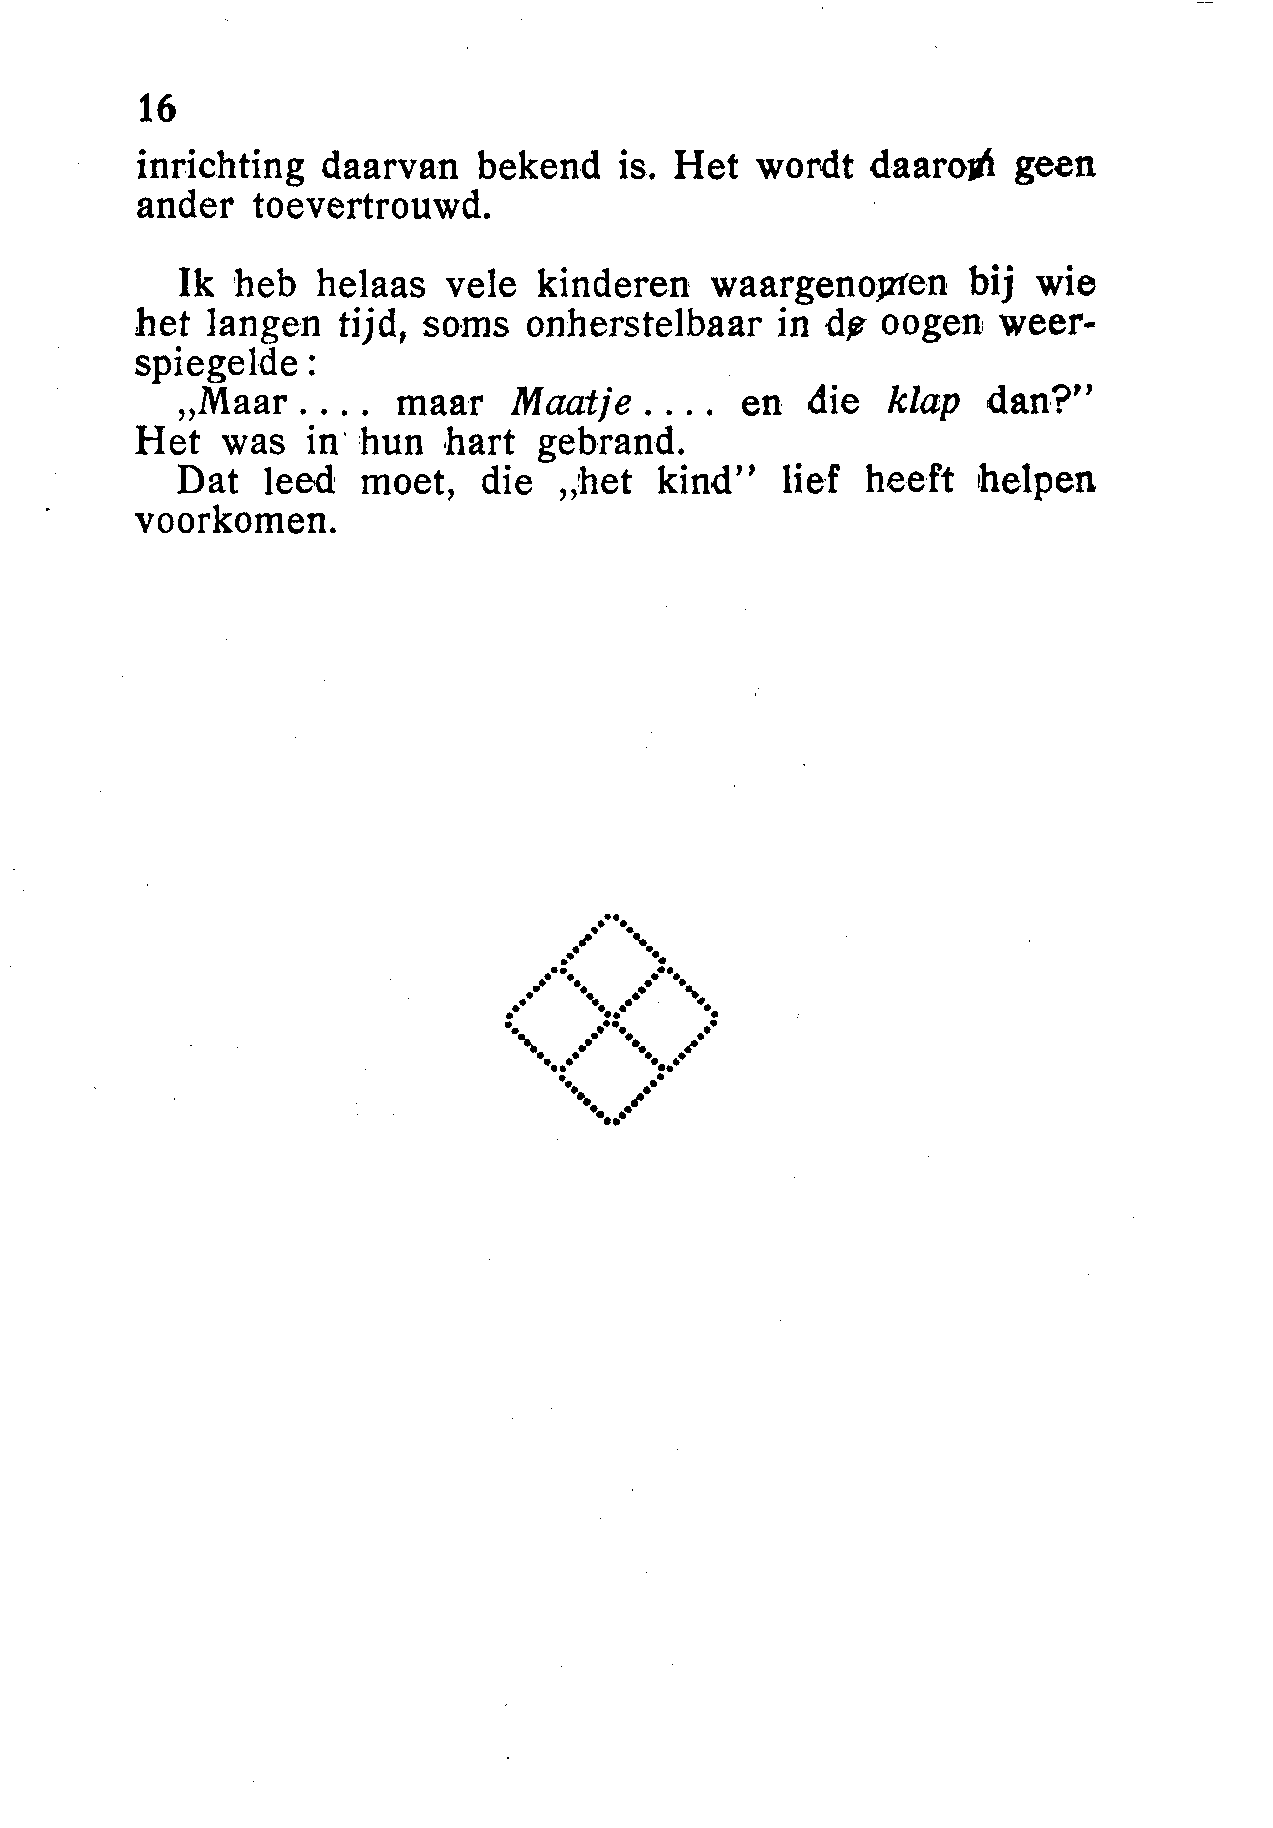 16
inrichting daarvan bekend is. Het wordt daarom geen
ander toevertrouwd.
Ik heb helaas vele kinderen waargenomen bij wie
het langen tijd, soms onherstelbaar in de oogen weer-
spiegelde:
„Maar.... maar Maatje.... en die klap dan?”
Het was in hun hart gebrand.
Dat leed moet, die „het kind” lief heeft helpen
voorkomen.